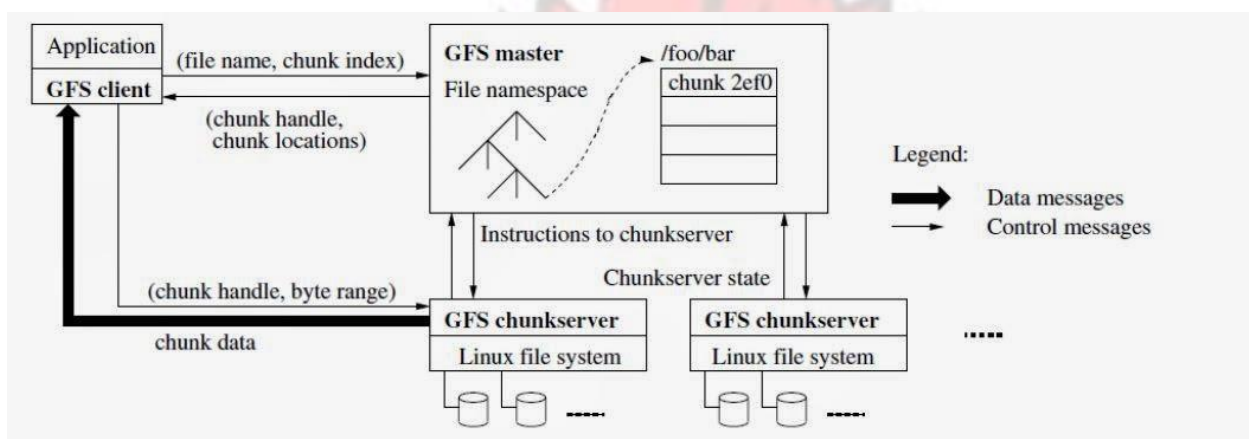 Application
GFS client
(file name, chunk index)
(chunk handle,
chunk locations)
GFS master
File namespace
/foo/bar
chunk 2ef0
Legend:
Data messages
Control messages
Instructions to chunkserver
Chunkserver state
(chunk handle, byte range)
chunk data
GFS chunkserver
Linux file system
GFS chunkserver
Linux file system